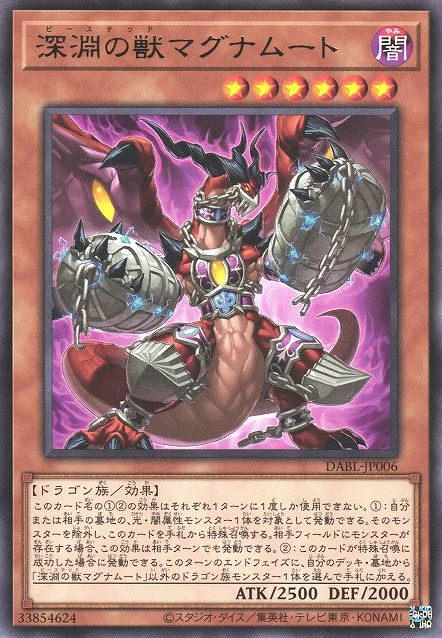 深淵の獣マグナムート
闇
DABL-JP006
【ドラゴン族／効果】
このカード名の①②の効果はそれぞれ１ターンに１度しか使用できない。①：自分
または相手の墓地の、光・闇属性モンスター１体を対象として発動できる。そのモン
スターを除外し、このカードを手札から特殊召喚する。相手フィールドにモンスターが
存在する場合、この効果は相手ターンでも発動できる。②：このカードが特殊召喚に
成功した場合に発動できる。このターンのエンドフェイズに、自分のデッキ・墓地から
「深淵の獣マグナムート」以外のドラゴン族モンスター１体を選んで手札に加える。
ATK/2500 DEF/2000
33854624
©スタジオ・ダイス／集英社・テレビ東京・KONAMI